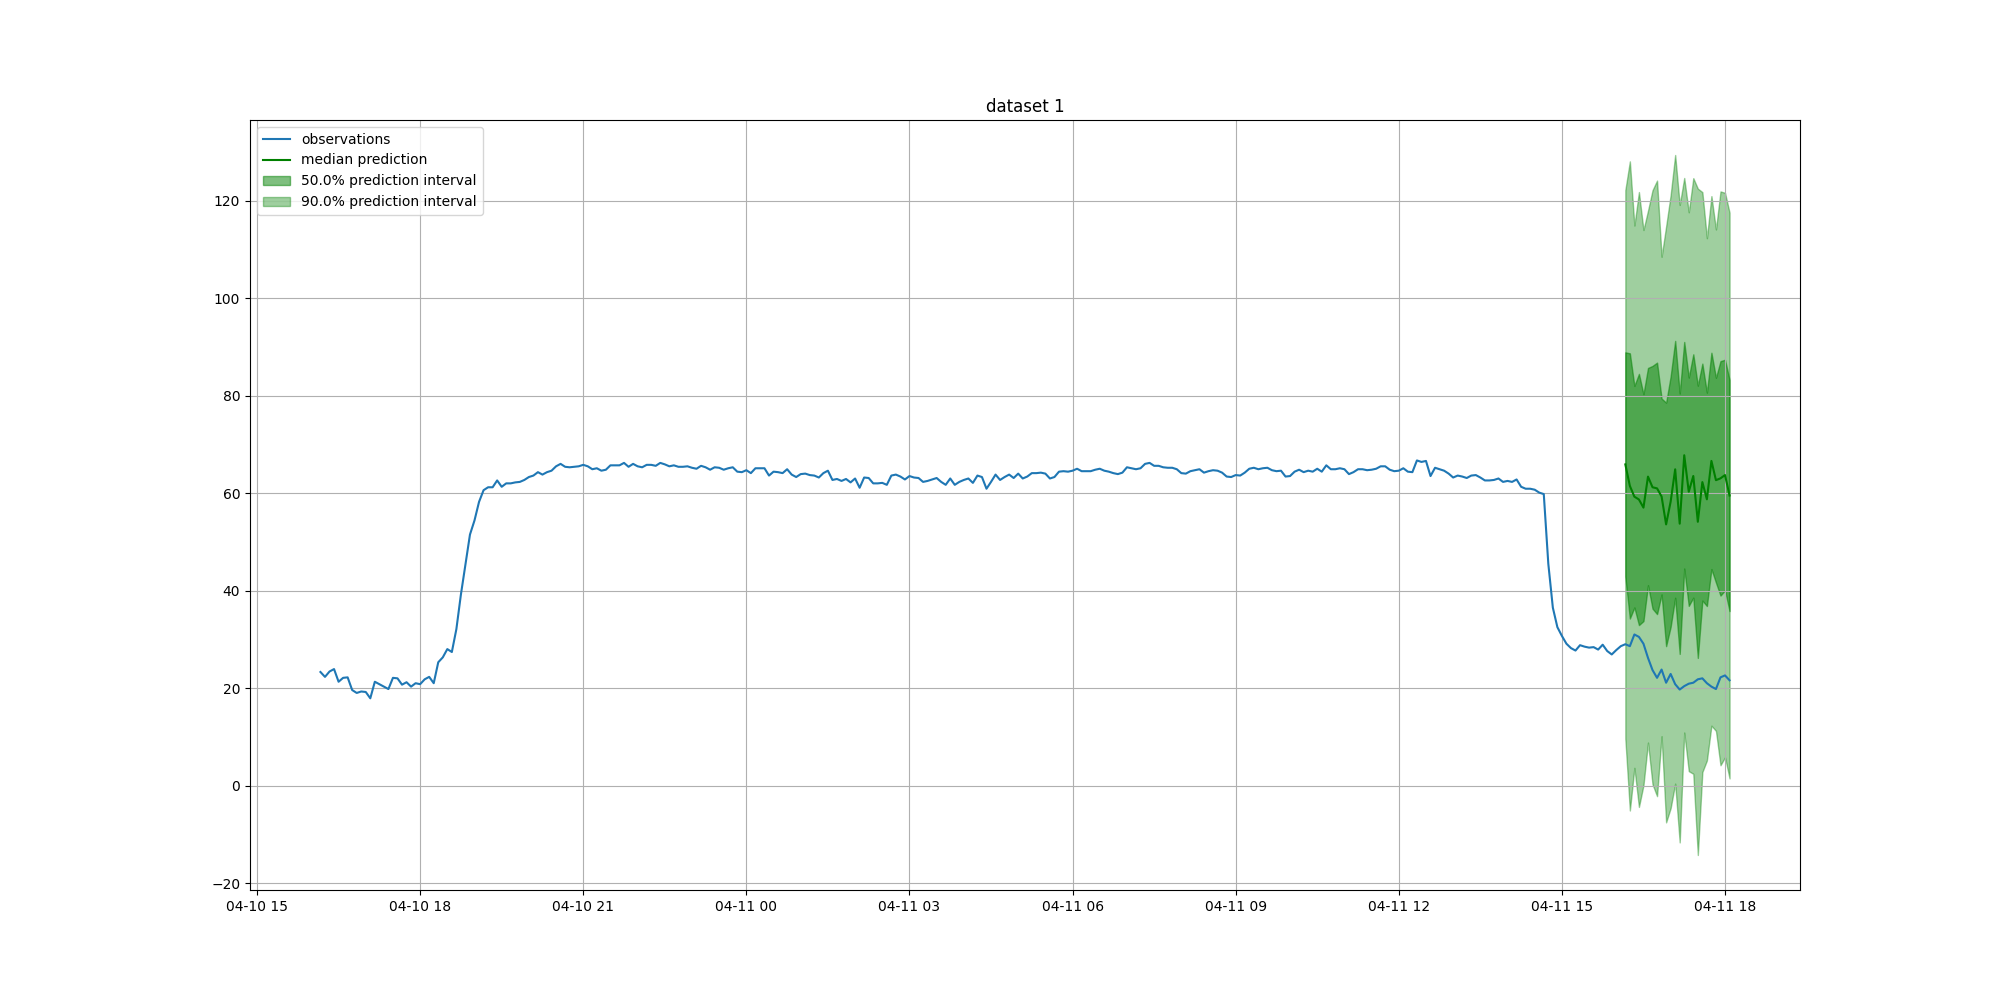 dataset 1
observations
median prediction
50.0% prediction interval
90.0% prediction interval
120
100
80
60
40
20
0
−20
04-10 15 04-10 18 04-10 21 04-11 00 04-11 03 04-11 06 04-11 09 04-11 12 04-11 15 04-11 18